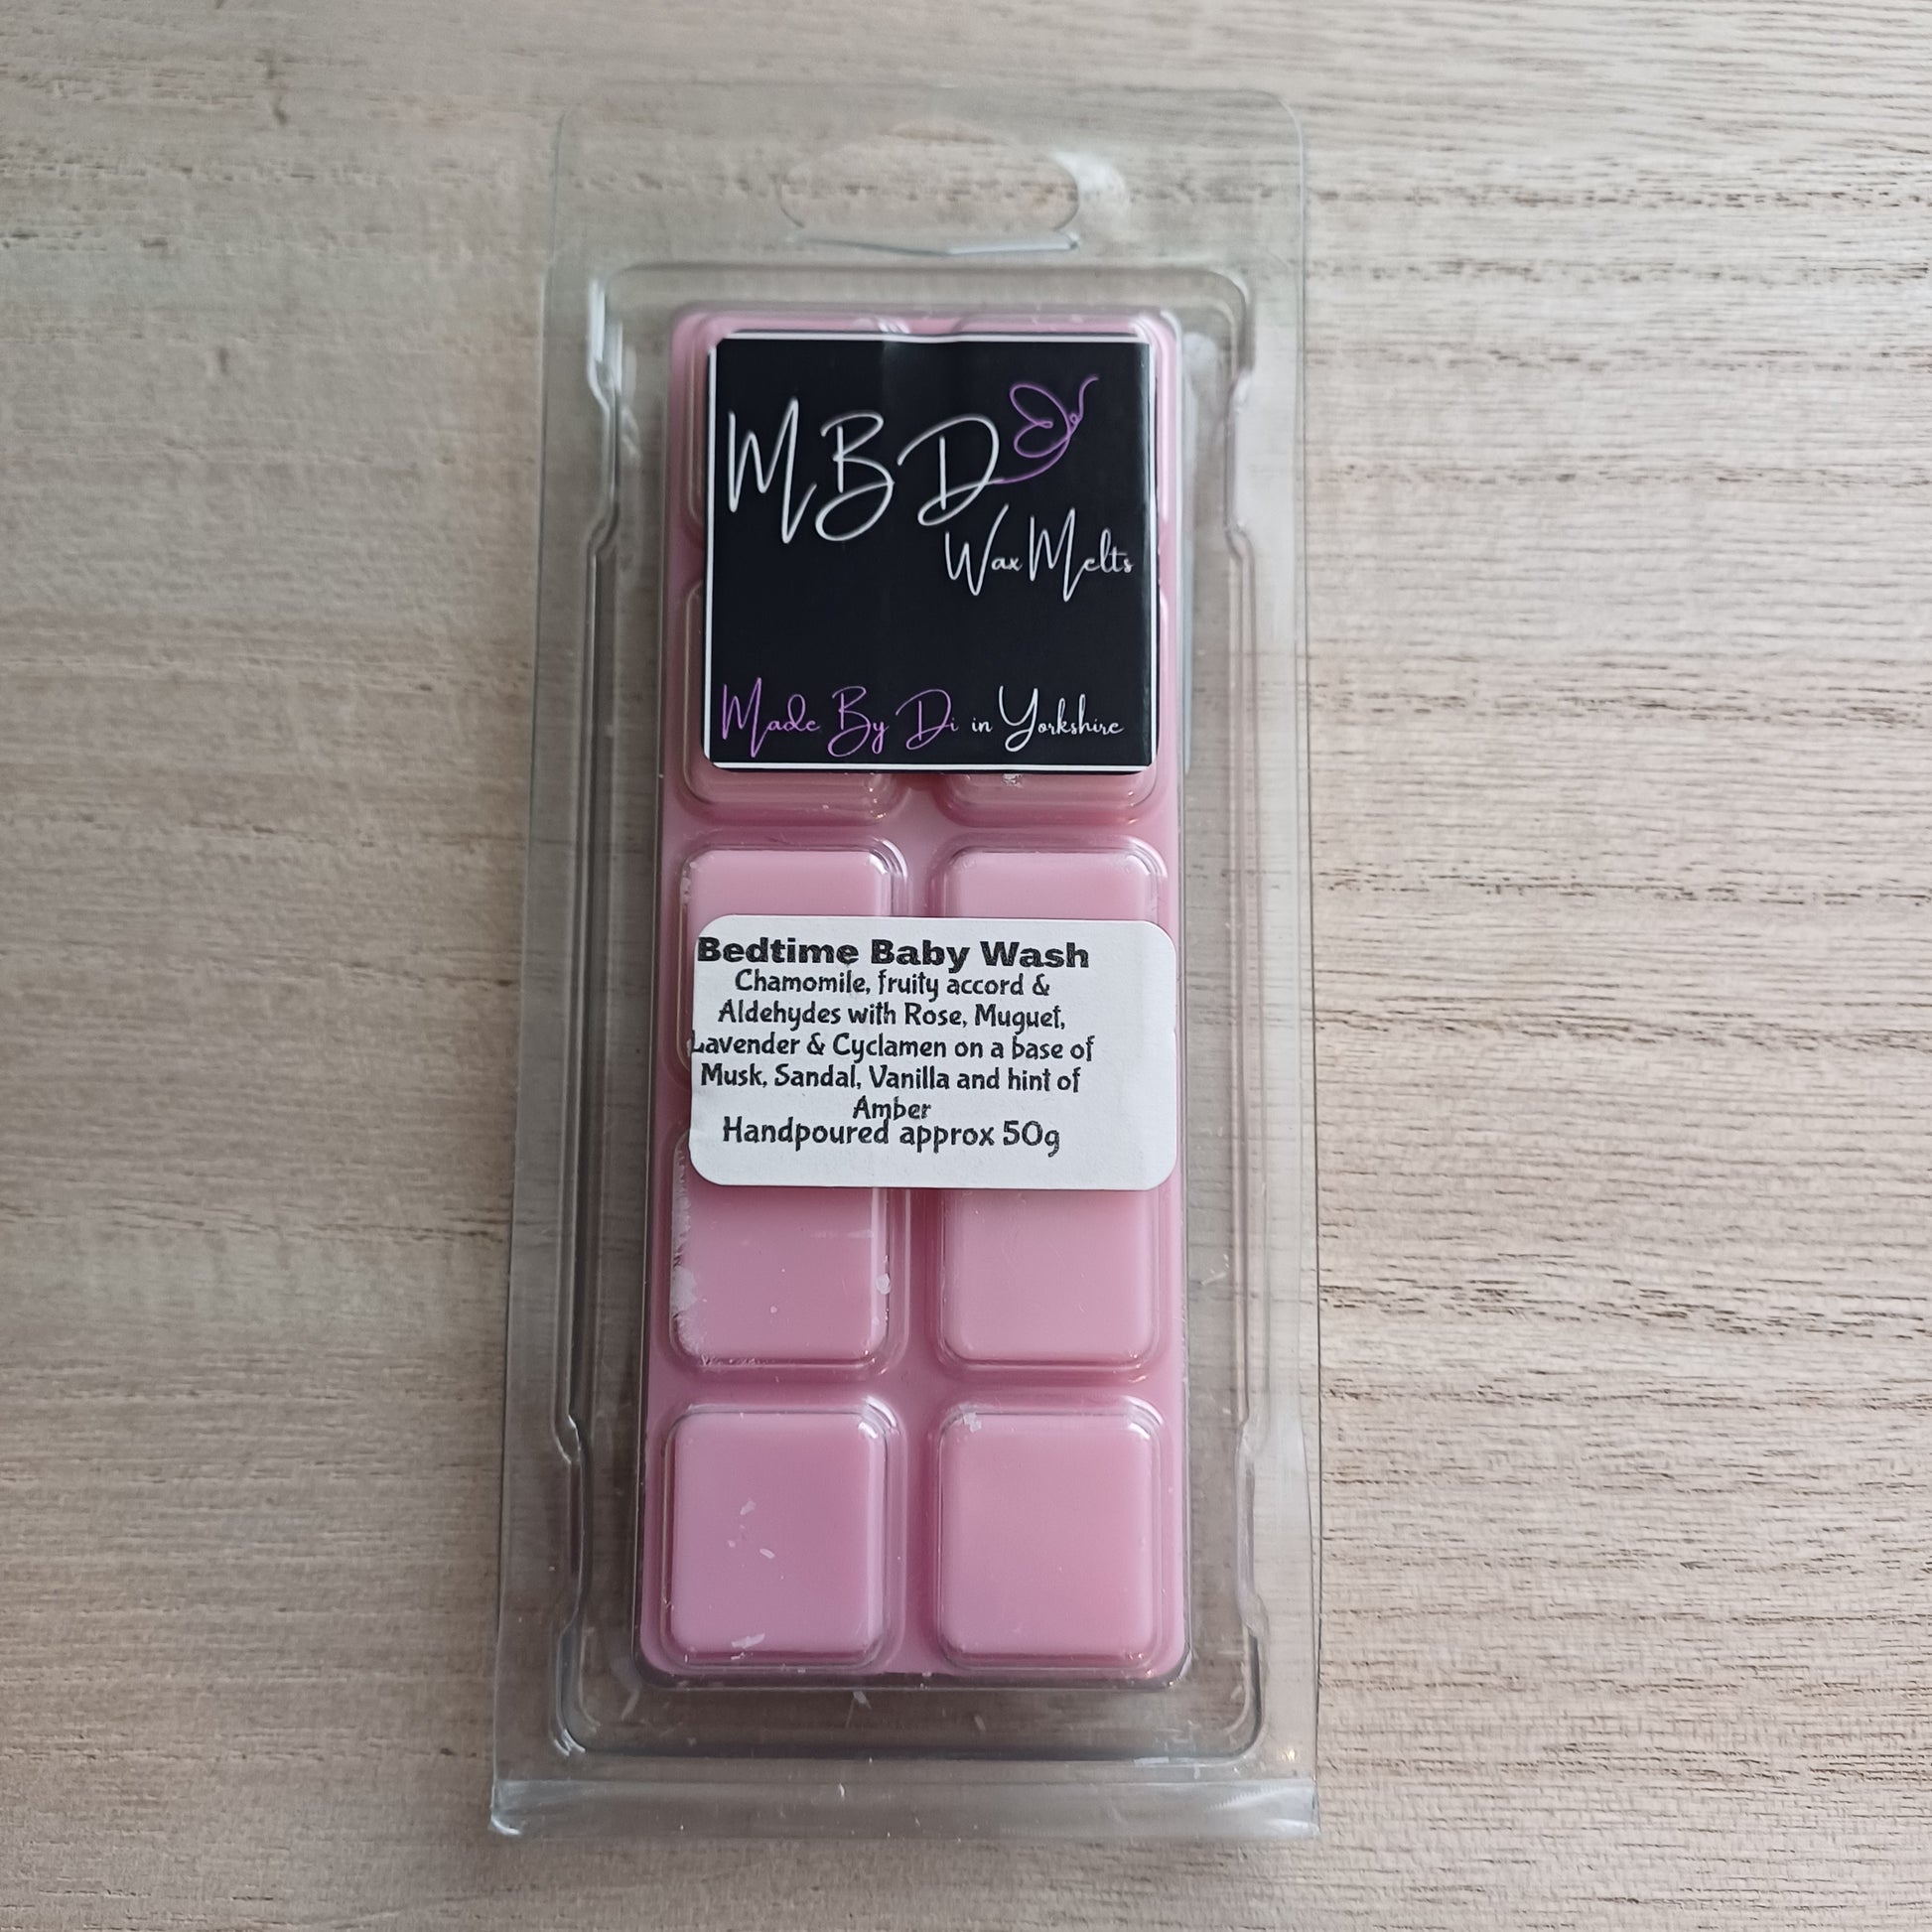 MBD
Wax Melts
Made By Di in Yorkshire
Bedtime Baby Wash
Chamomile, fruity accord &
Aldehydes with Rose, Muguet,
Lavender & Cyclamen on a base of
Musk, Sandal, Vanilla and hint of
Amber
Handpoured approx 50g